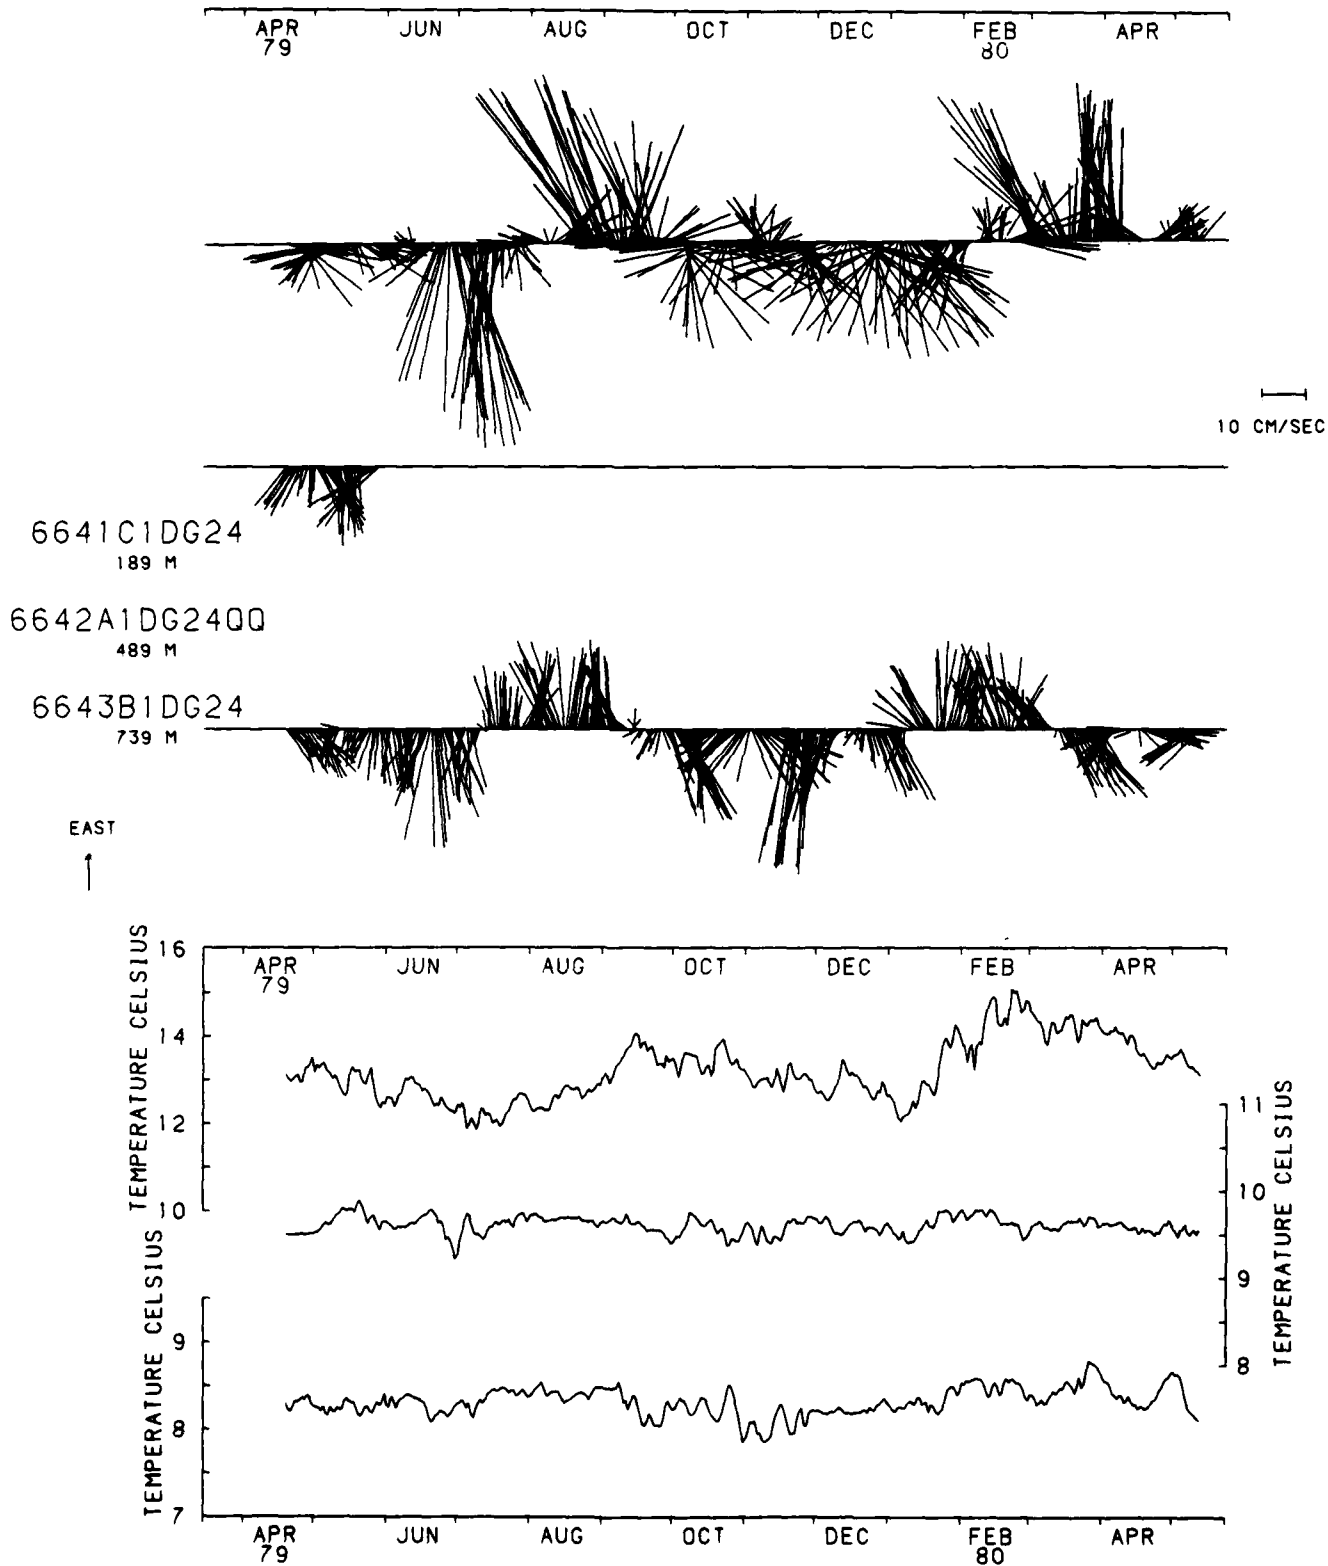 APR JUN AUG OCT DEC FEB APR
79 80
10 CM/SEC
6641C1DG24
189 M
6642A1DG24QQ
489 M
6643B1DG24
739 M
EAST
TEMPERATURE CELSIUS
16
14
12
10
APR JUN AUG OCT DEC FEB APR
79
TEMPERATURE CELSIUS
11
10
9
8
TEMPERATURE CELSIUS
9
8
7
APR JUN AUG OCT DEC FEB APR
79 80